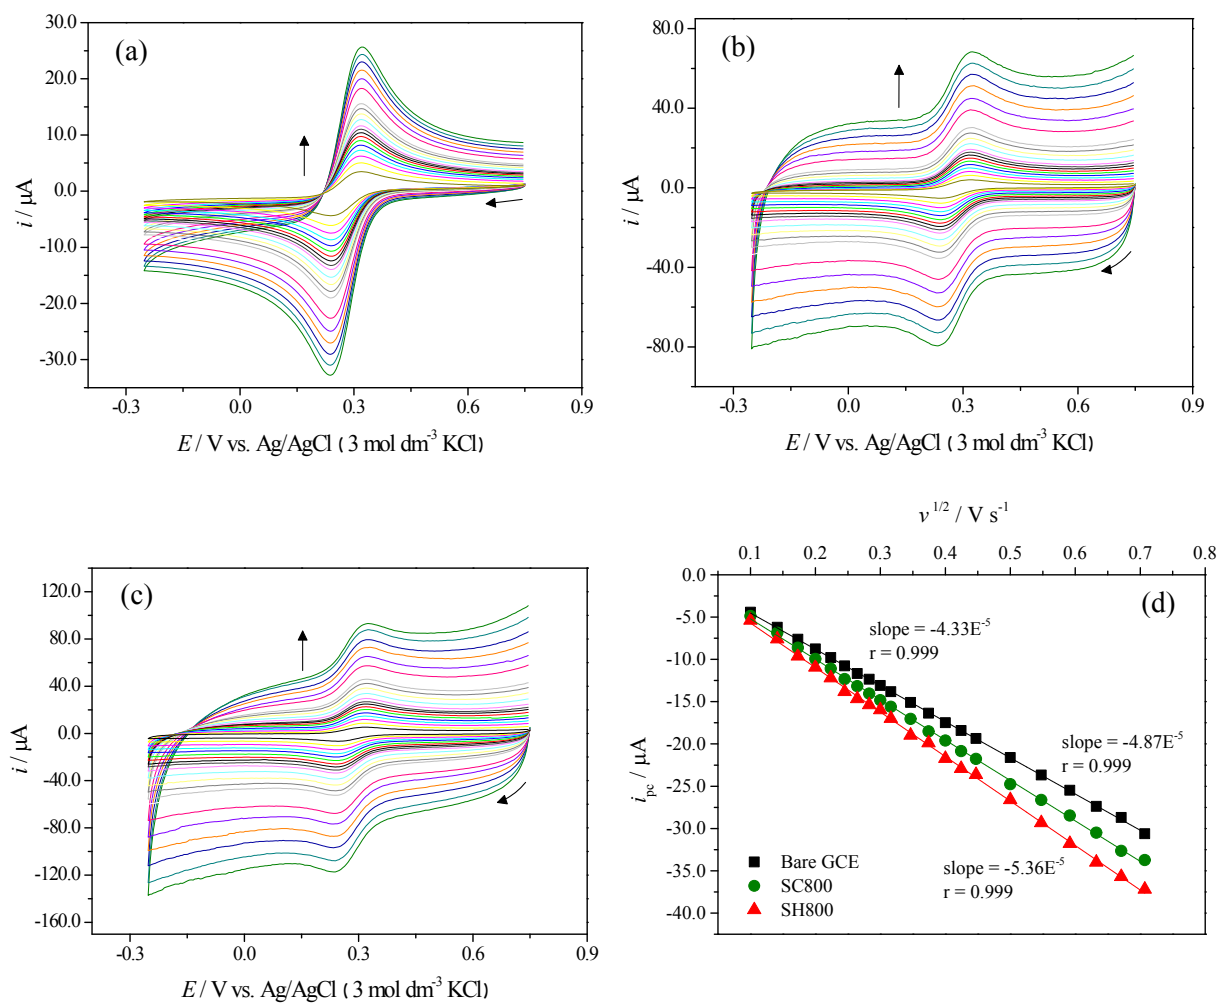 (a)
30.0
20.0
10.0
0.0
-10.0
-20.0
-30.0
i / μA
-0.3 0.0 0.3 0.6 0.9
E / V vs. Ag/AgCl (3 mol dm⁻³ KCl)
(b)
80.0
40.0
0.0
-40.0
-80.0
i / μA
-0.3 0.0 0.3 0.6 0.9
E / V vs. Ag/AgCl (3 mol dm⁻³ KCl)
(c)
120.0
80.0
40.0
0.0
-40.0
-80.0
-120.0
-160.0
i / μA
-0.3 0.0 0.3 0.6 0.9
E / V vs. Ag/AgCl (3 mol dm⁻³ KCl)
v 1/2 / V s⁻¹
0.1 0.2 0.3 0.4 0.5 0.6 0.7 0.8
(d)
0.0
-5.0
-10.0
-15.0
-20.0
-25.0
-30.0
-35.0
-40.0
i pc / μA
slope = -4.33E⁻⁵
r = 0.999
slope = -4.87E⁻⁵
r = 0.999
slope = -5.36E⁻⁵
r = 0.999
Bare GCE
SC800
SH800